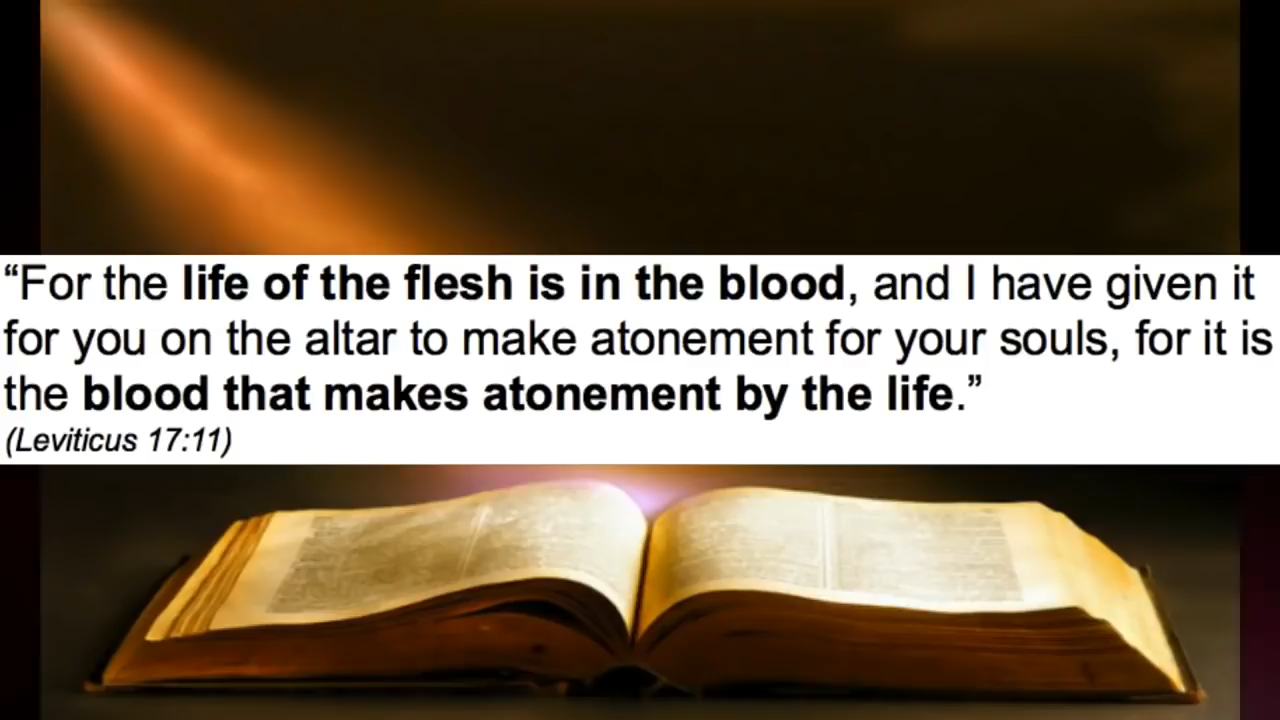 “For the life of the flesh is in the blood, and I have given it
for you on the altar to make atonement for your souls, for it is
the blood that makes atonement by the life.”
(Leviticus 17:11)